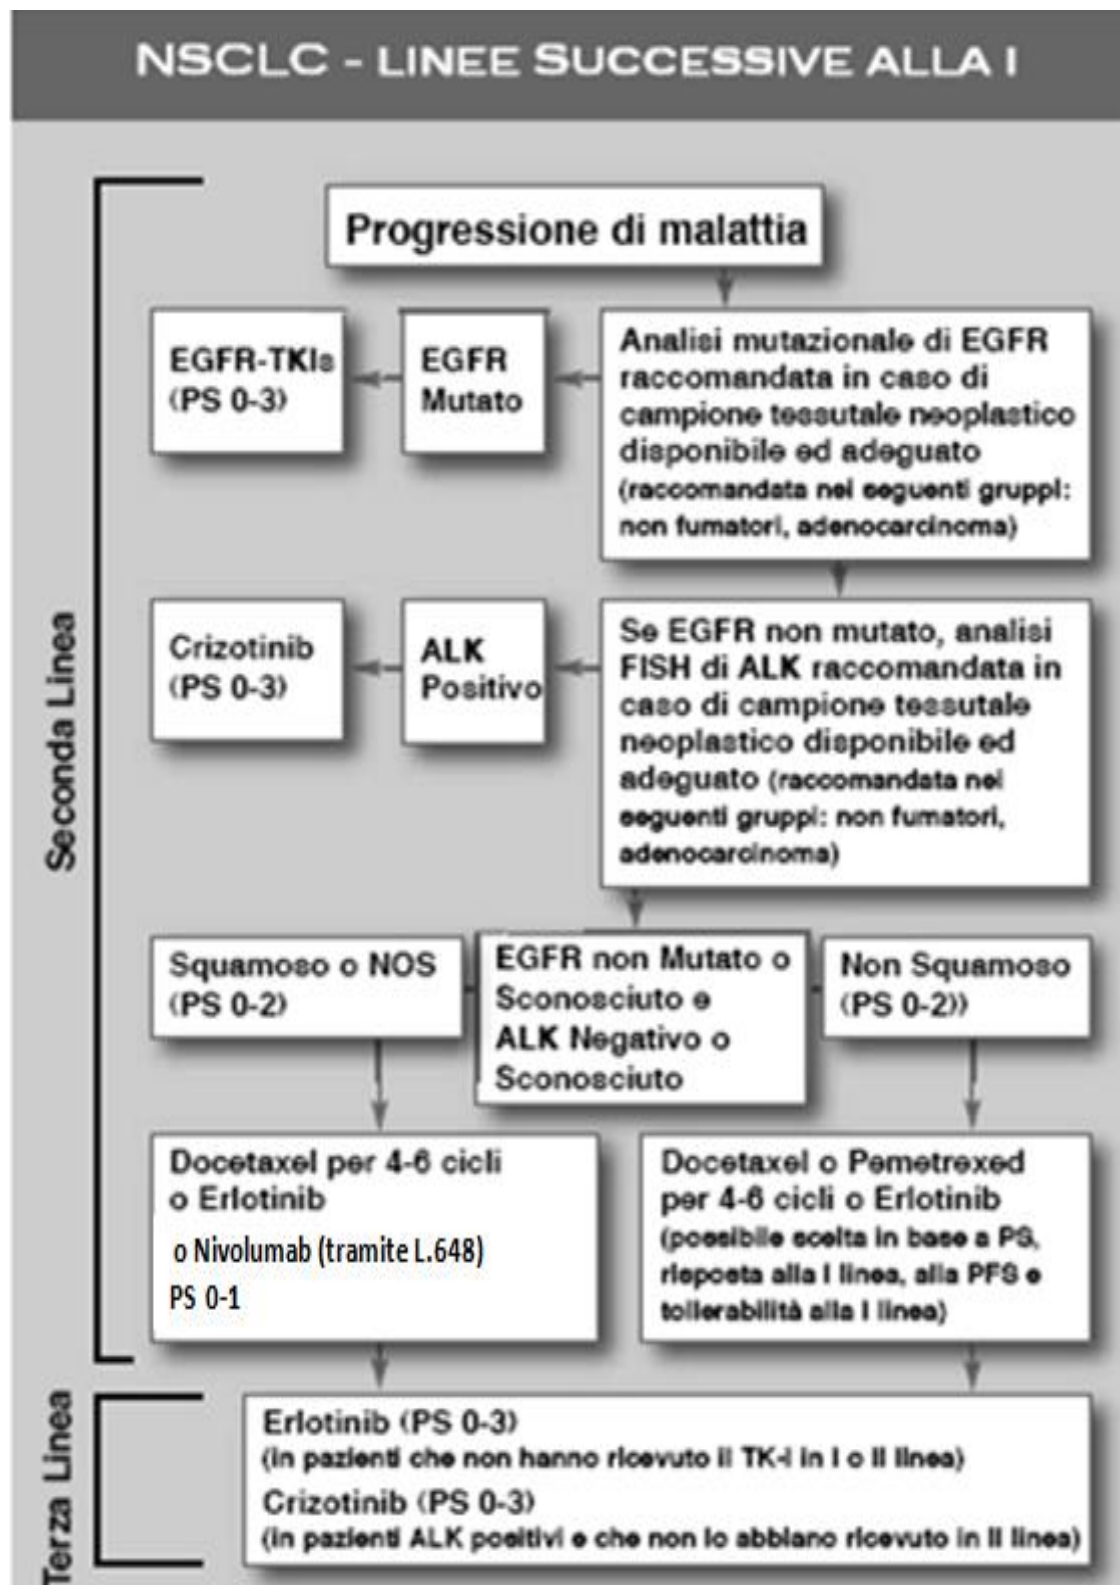 NSCLC - LINEE SUCCESSIVE ALLA I
Seconda Linea
Progressione di malattia
EGFR-TKIs
(PS 0-3)
EGFR
Mutato
Analisi mutazionale di EGFR
raccomandata in caso di
campione tessutale neoplastico
disponibile ed adeguato
(raccomandata nei seguenti gruppi:
non fumatori, adenocarcinoma)
Crizotinib
(PS 0-3)
ALK
Positivo
Se EGFR non mutato, analisi
FISH di ALK raccomandata in
caso di campione tessutale
neoplastico disponibile ed
adeguato (raccomandata nei
seguenti gruppi: non fumatori,
adenocarcinoma)
Squamoso o NOS
(PS 0-2)
EGFR non Mutato o
Sconosciuto e
ALK Negativo o
Sconosciuto
Non Squamoso
(PS 0-2))
Docetaxel per 4-6 cicli
o Erlotinib
o Nivolumab (tramite L.648)
PS 0-1
Docetaxel o Pemetrexed
per 4-6 cicli o Erlotinib
(possibile scelta in base a PS,
risposta alla I linea, alla PFS e
tollerabilità alla I linea)
Terza Linea
Erlotinib (PS 0-3)
(in pazienti che non hanno ricevuto il TK-I in I o II linea)
Crizotinib (PS 0-3)
(in pazienti ALK positivi e che non lo abbiano ricevuto in II linea)